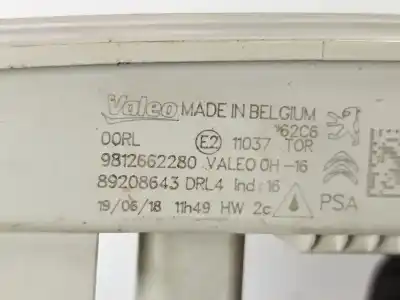 Valeo MADE IN BELGIUM
"62C6
00RL E2 11037 TOR
9812662280 VALEO 0H-16
89208643 DRL4 Ind:16
19/06/18 11h49 HW 2c PSA